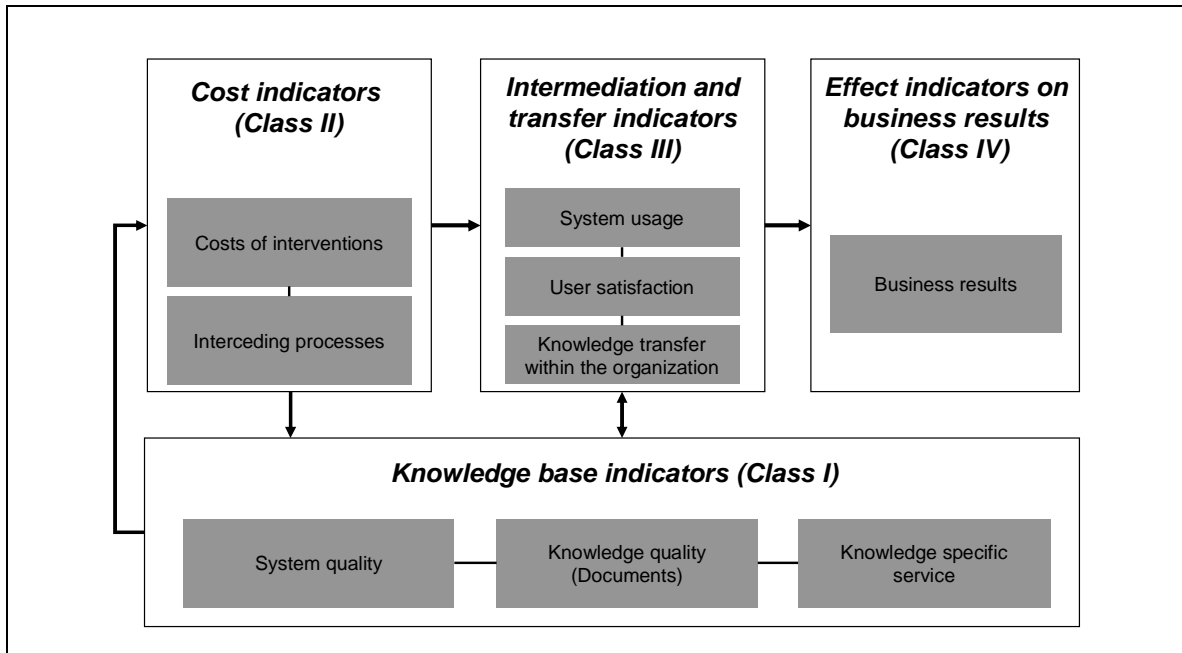 Cost indicators
(Class II)
Costs of interventions
Interceding processes
Intermediation and
transfer indicators
(Class III)
System usage
User satisfaction
Knowledge transfer
within the organization
Effect indicators on
business results
(Class IV)
Business results
Knowledge base indicators (Class I)
System quality
Knowledge quality
(Documents)
Knowledge specific
service